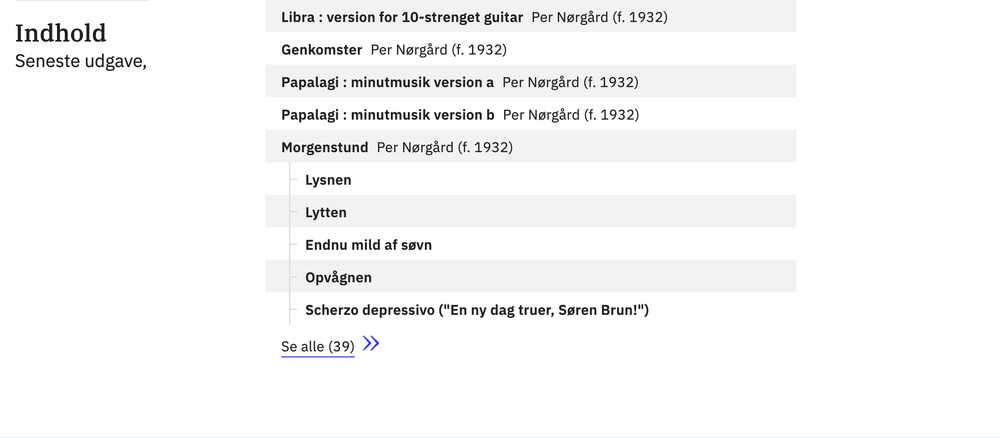 Indhold
Seneste udgave,
Libra : version for 10-strenget guitar Per Nørgård (f. 1932)
Genkomster Per Nørgård (f. 1932)
Papalagi : minutmusik version a Per Nørgård (f. 1932)
Papalagi : minutmusik version b Per Nørgård (f. 1932)
Morgenstund Per Nørgård (f. 1932)
Lysnen
Lytten
Endnu mild af søvn
Opvågnen
Scherzo depressivo ("En ny dag truer, Søren Brun!")
Se alle (39)